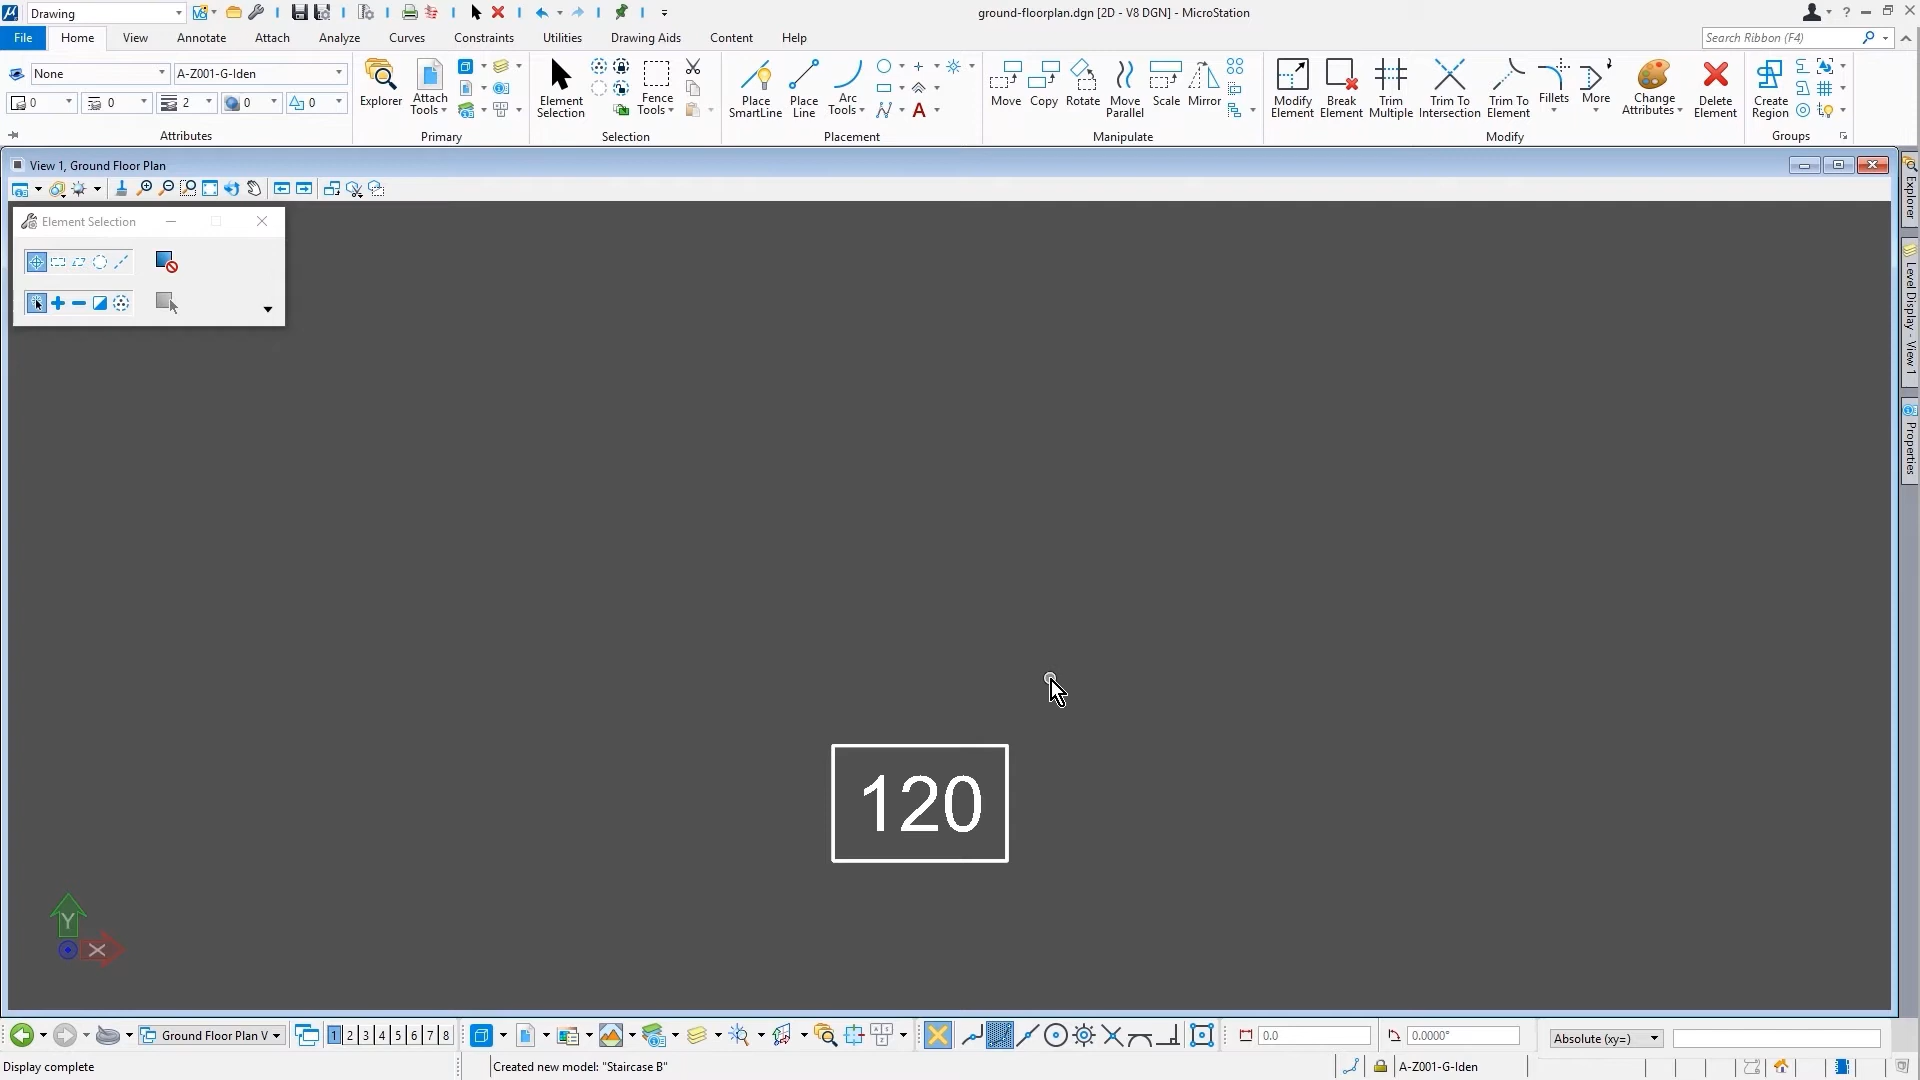 Drawing
ground-floorplan.dgn [2D - V8 DGN] - MicroStation
File Home View Annotate Attach Analyze Curves Constraints Utilities Drawing Aids Content Help
Search Ribbon (F4)
None A-Z001-G-Iden
0 0 2 0 0
Attributes
Explorer
Attach Tools
Primary
Element Selection
Fence Tools
Selection
Place SmartLine
Place Line
Arc Tools
A
Placement
Move
Copy
Rotate
Move Parallel
Scale
Mirror
Manipulate
Modify Element
Break Element
Trim Multiple
Trim To Intersection
Trim To Element
Fillets
More
Change Attributes
Delete Element
Modify
Create Region
Groups
View 1, Ground Floor Plan
Element Selection
Explorer
Level Display - View 1
Properties
120
Y
X
Ground Floor Plan V
1 2 3 4 5 6 7 8
0.0
0.0000°
Absolute (xy=)
Display complete
Created new model: "Staircase B"
A-Z001-G-Iden